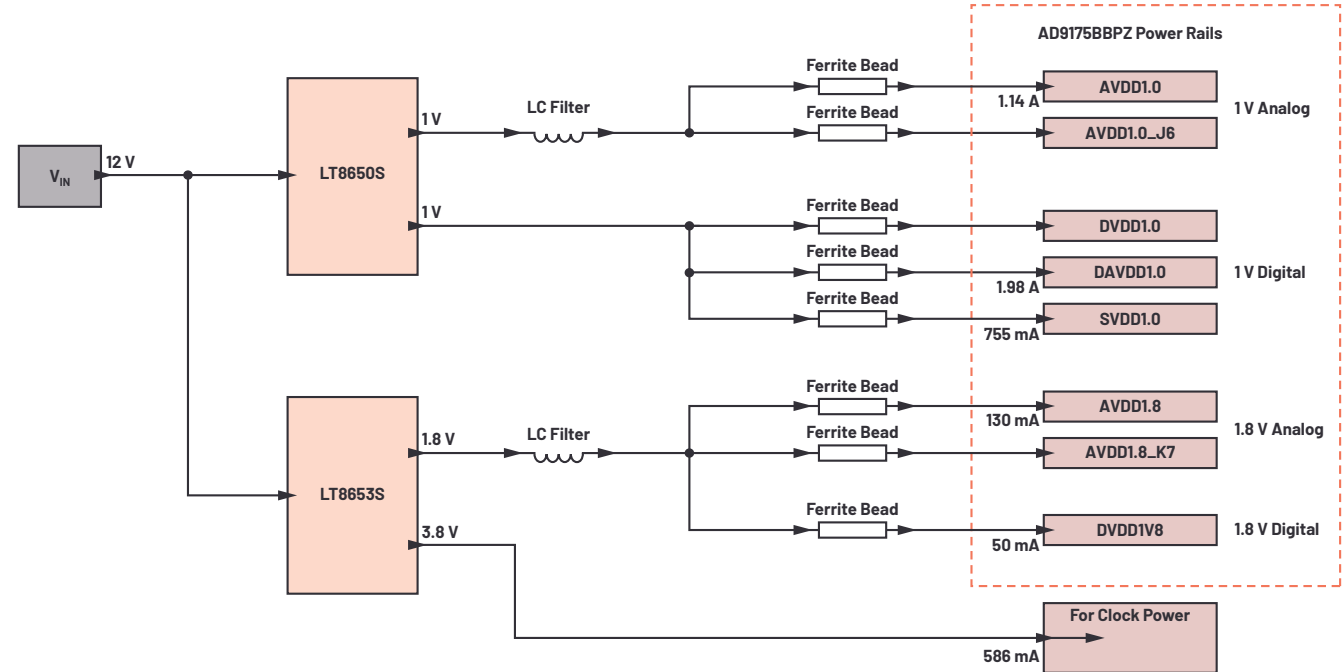 AD9175BBPZ Power Rails
Ferrite Bead
AVDD1.0
1.14 A
1 V Analog
LC Filter
Ferrite Bead
1 V
AVDD1.0_J6
12 V
VIN
LT8650S
Ferrite Bead
1 V
DVDD1.0
Ferrite Bead
DAVDD1.0
1 V Digital
1.98 A
Ferrite Bead
SVDD1.0
755 mA
Ferrite Bead
AVDD1.8
130 mA
1.8 V Analog
LC Filter
Ferrite Bead
1.8 V
AVDD1.8_K7
LT8653S
Ferrite Bead
3.8 V
DVDD1V8
1.8 V Digital
50 mA
For Clock Power
586 mA